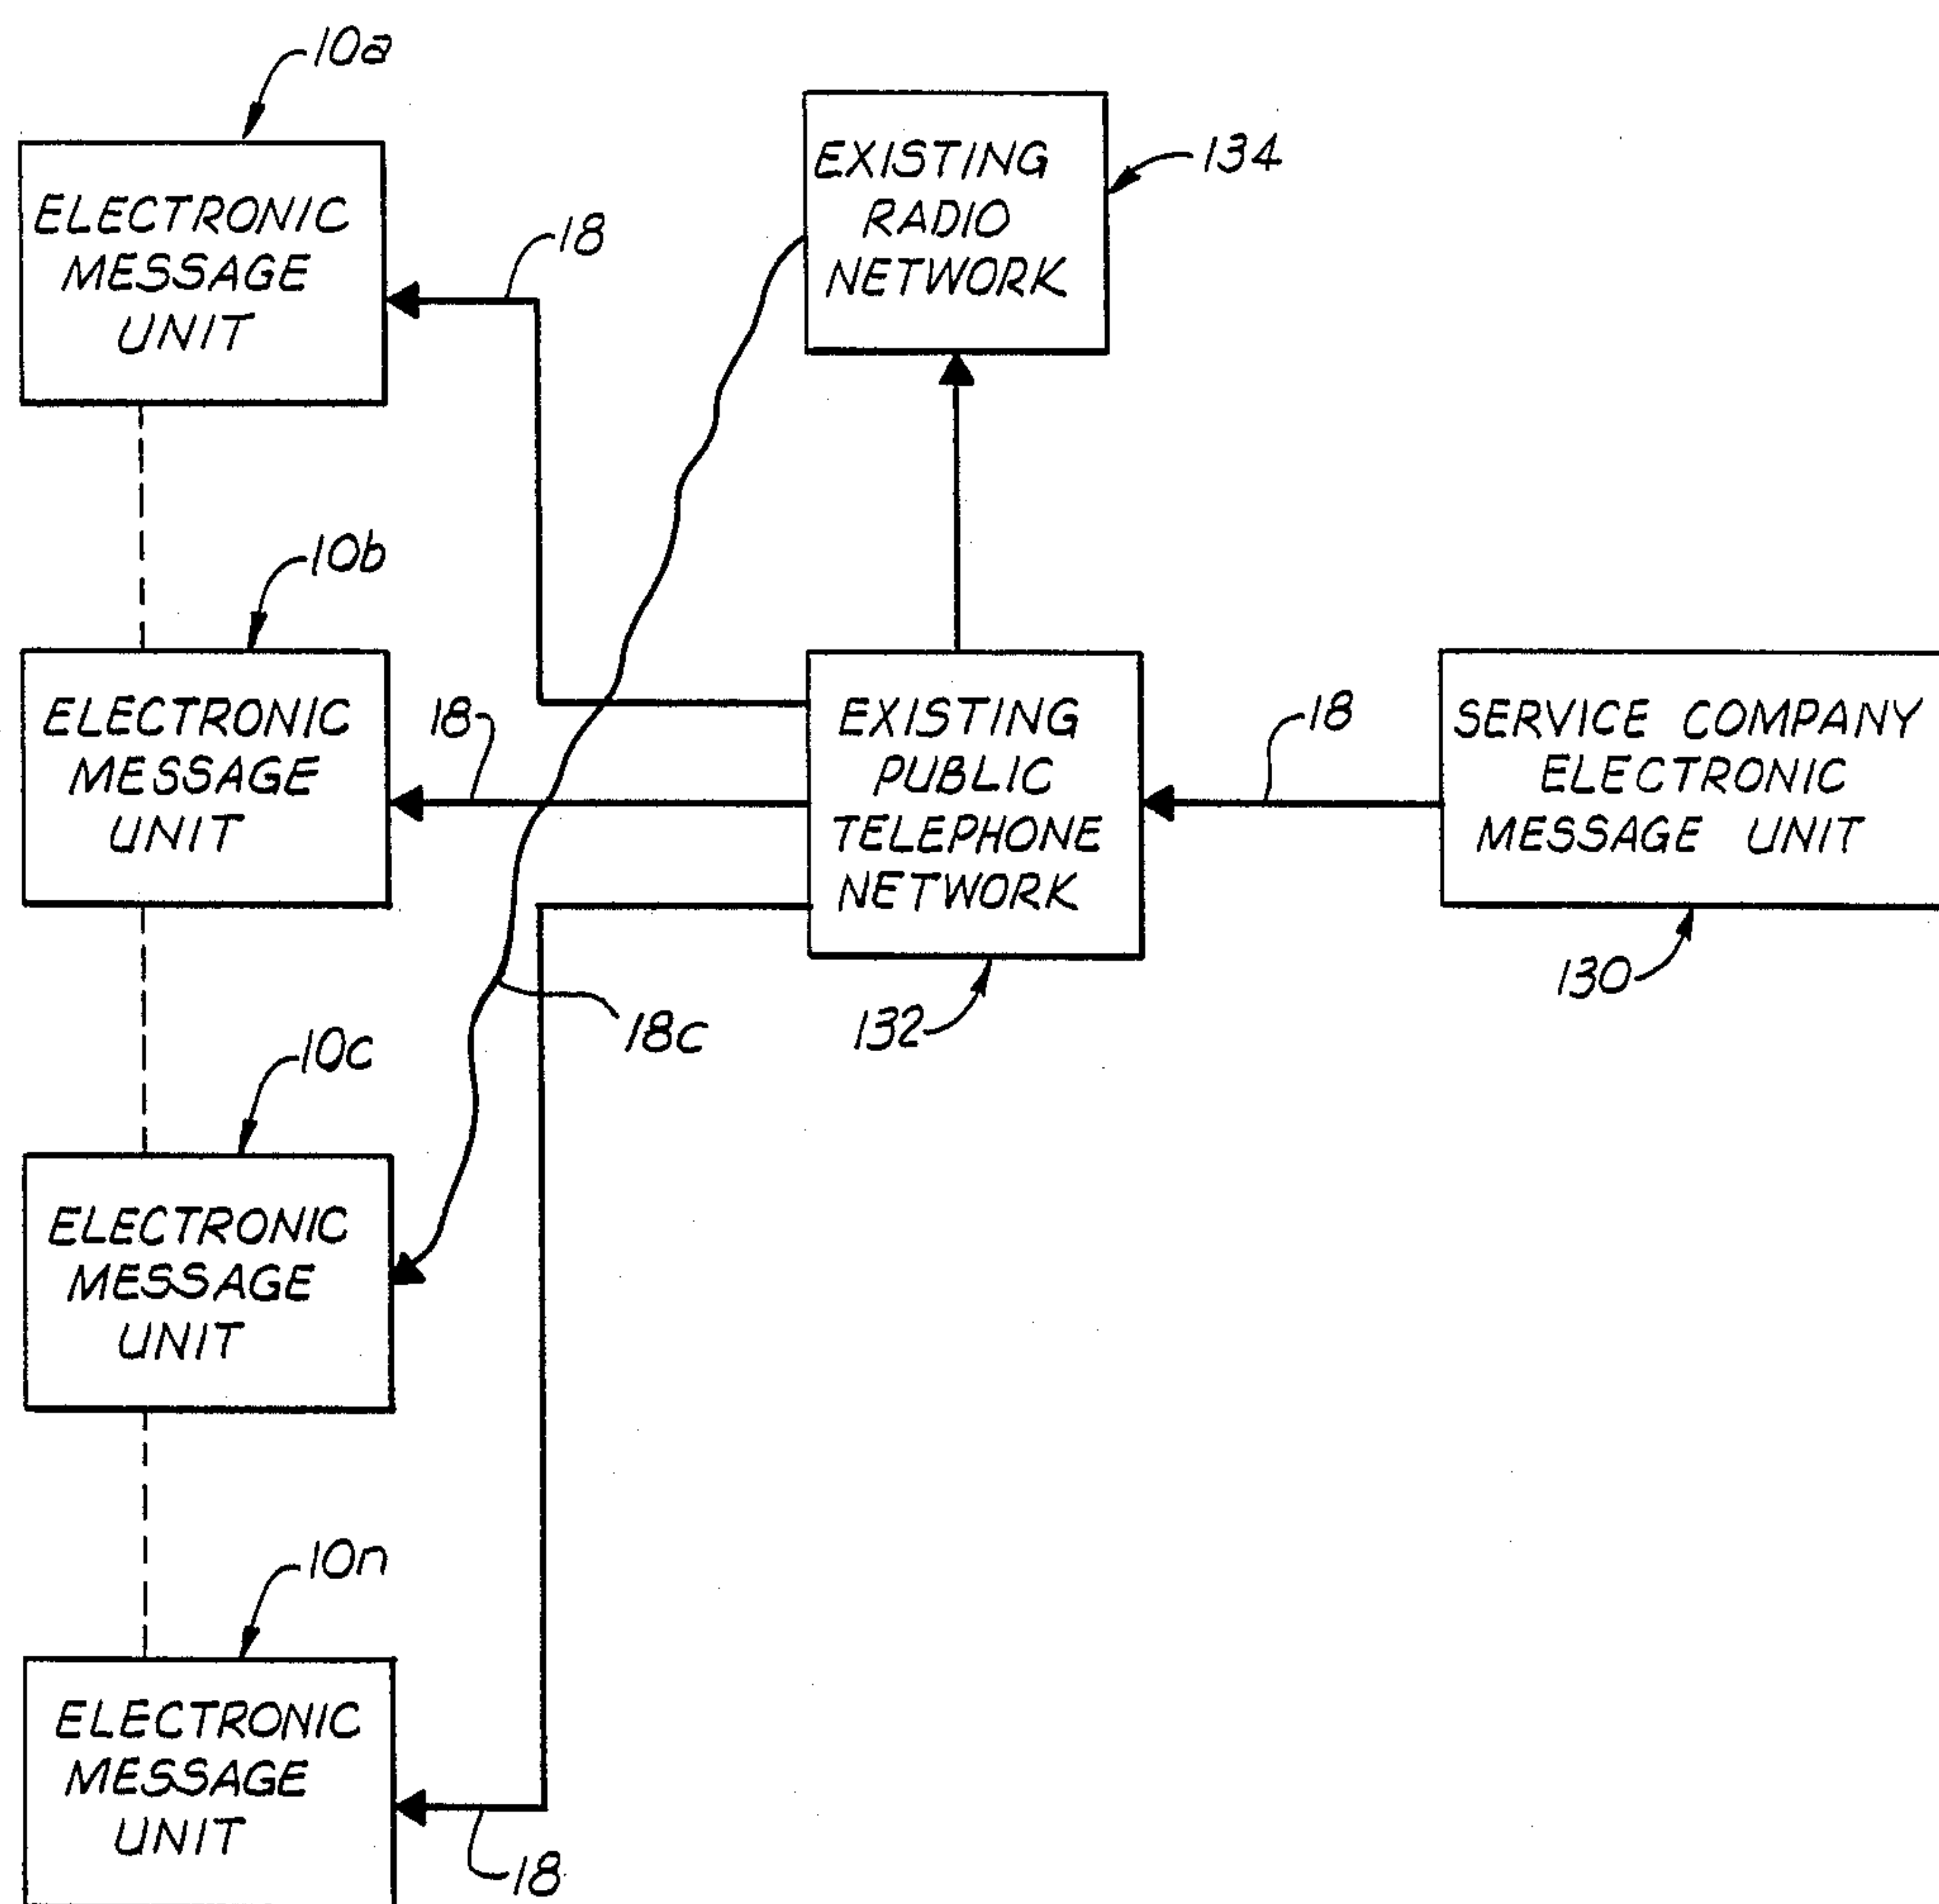 10a
ELECTRONIC
MESSAGE
UNIT
18
EXISTING
RADIO
NETWORK
134
10b
ELECTRONIC
MESSAGE
UNIT
18
EXISTING
PUBLIC
TELEPHONE
NETWORK
132
18
SERVICE COMPANY
ELECTRONIC
MESSAGE UNIT
130
18c
10c
ELECTRONIC
MESSAGE
UNIT
10n
ELECTRONIC
MESSAGE
UNIT
18